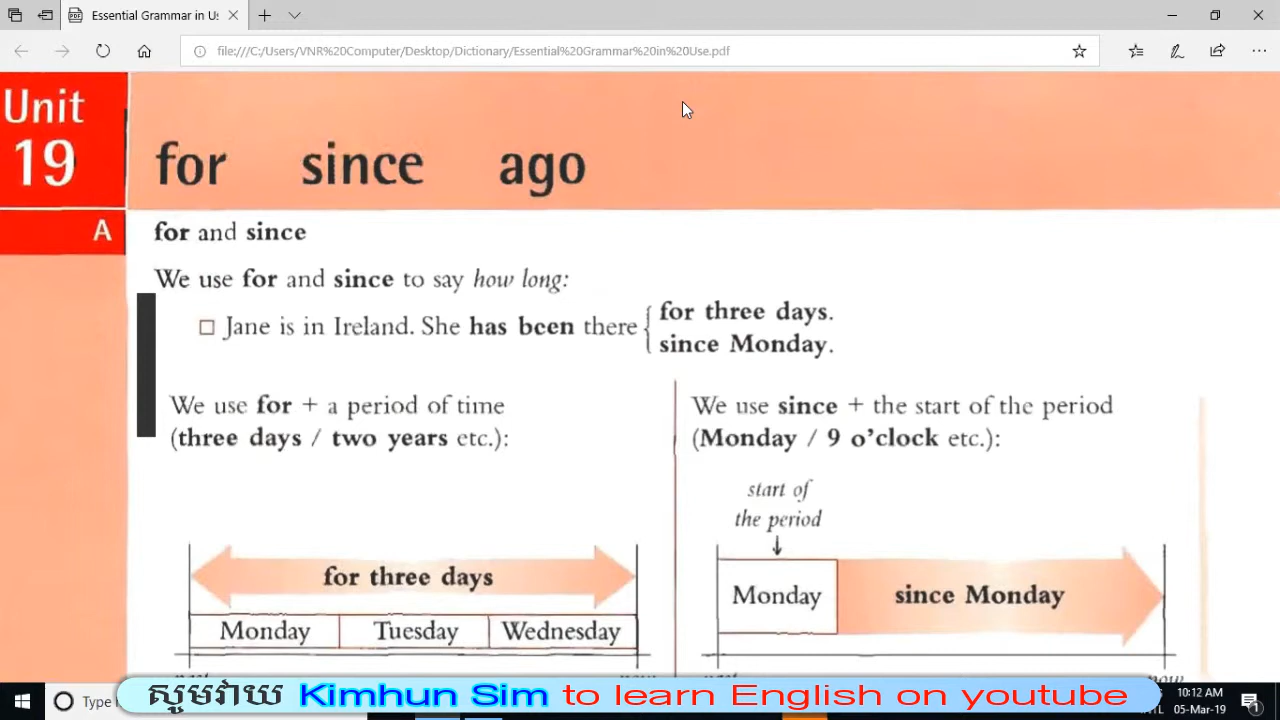 Essential Grammar in Us
file:///C:/Users/VNR%20Computer/Desktop/Dictionary/Essential%20Grammar%20in%20Use.pdf
Unit
19
for since ago
A
for and since
We use for and since to say how long:
Jane is in Ireland. She has been there
for three days.
since Monday.
We use for + a period of time
(three days / two years etc.):
We use since + the start of the period
(Monday / 9 o'clock etc.):
start of
the period
for three days
Monday Tuesday Wednesday
Monday
since Monday
Type
សូមវាយ Kimhun Sim to learn English on youtube
10:12 AM
05-Mar-19